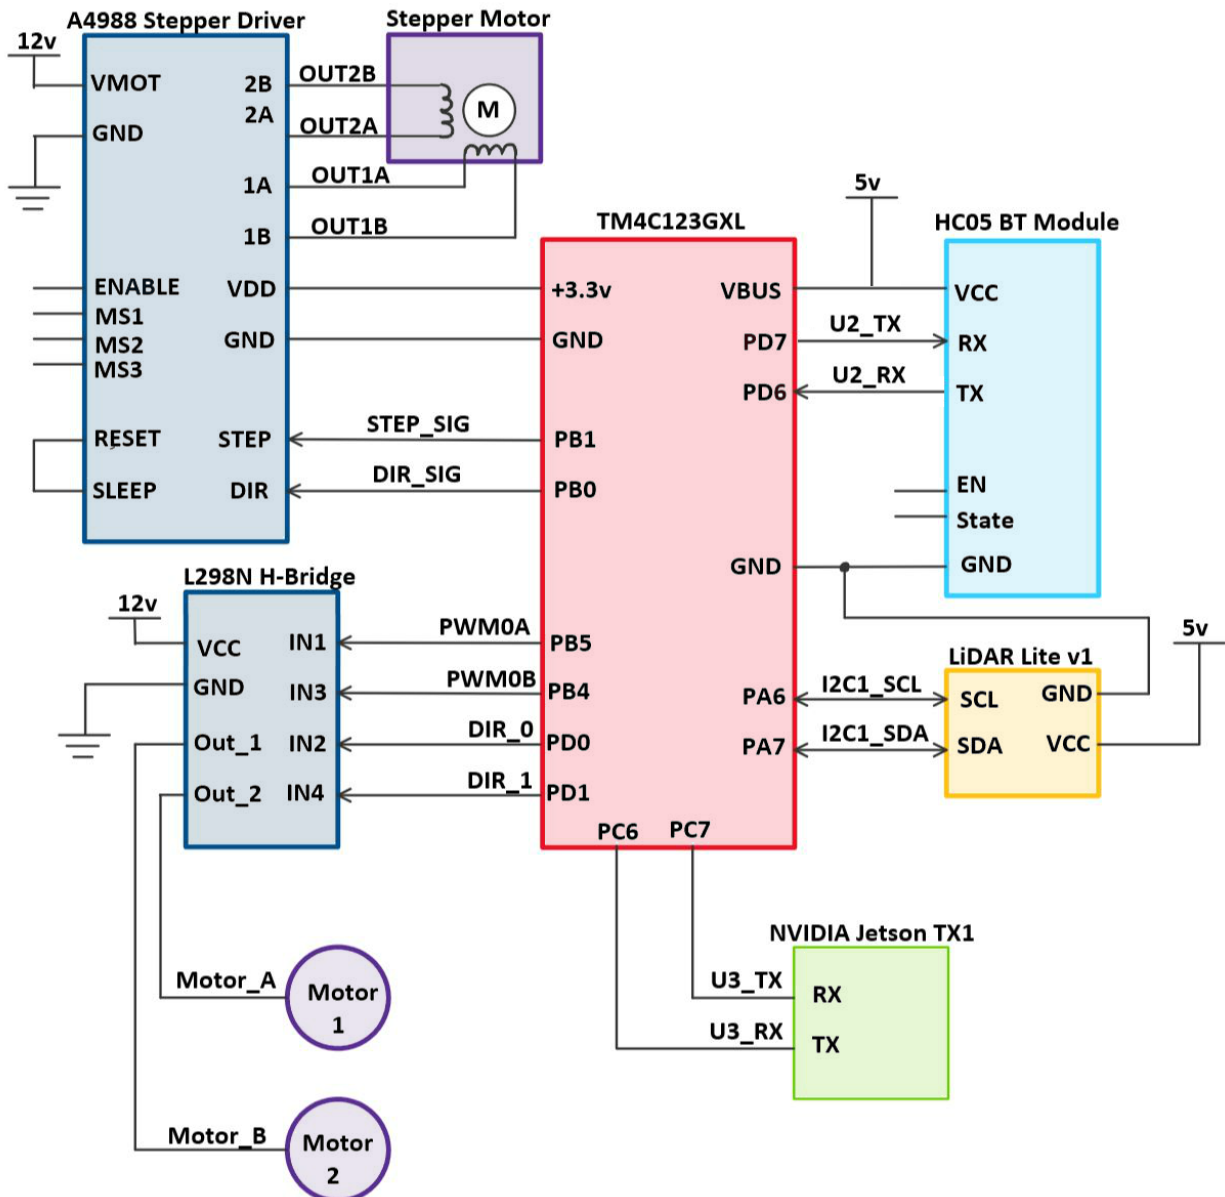 A4988 Stepper Driver
12v
VMOT
GND
2B
2A
1A
1B
ENABLE
MS1
MS2
MS3
VDD
GND
RESET
SLEEP
STEP
DIR
OUT2B
OUT2A
OUT1A
OUT1B
Stepper Motor
M
TM4C123GXL
+3.3v
GND
PB1
PB0
STEP_SIG
DIR_SIG
VBUS
PD7
PD6
GND
5v
U2_TX
U2_RX
HC05 BT Module
VCC
RX
TX
EN
State
GND
L298N H-Bridge
12v
VCC
GND
Out_1
Out_2
IN1
IN3
IN2
IN4
PWM0A
PWM0B
DIR_0
DIR_1
PB5
PB4
PD0
PD1
PA6
PA7
PC6
PC7
I2C1_SCL
I2C1_SDA
LiDAR Lite v1
SCL
SDA
GND
VCC
5v
NVIDIA Jetson TX1
U3_TX
U3_RX
RX
TX
Motor_A
Motor
1
Motor_B
Motor
2